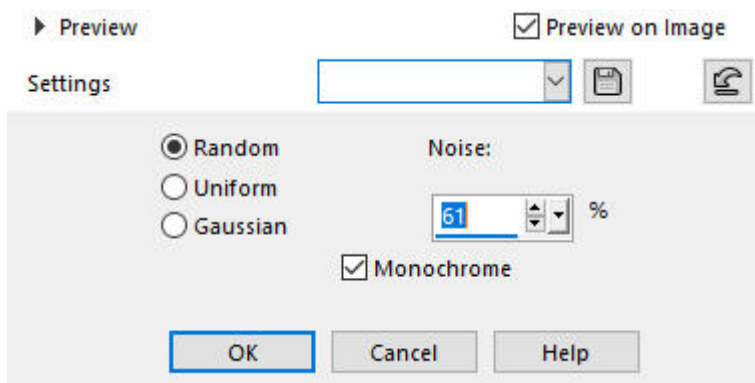 Preview
Preview on Image
Settings
Random
Noise:
Uniform
61 %
Gaussian
Monochrome
OK
Cancel
Help